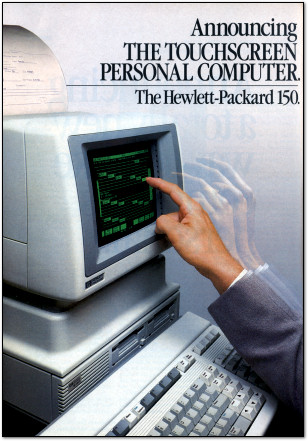 Announcing
THE TOUCHSCREEN
PERSONAL COMPUTER
The Hewlett-Packard 150.